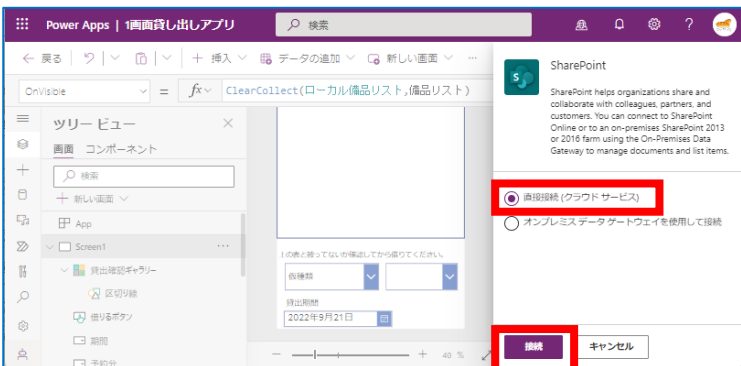 Power Apps | 1画面貸し出しアプリ
検索
戻る
挿入
データの追加
新しい画面
OnVisible
=
fx
ClearCollect(ローカル備品リスト,備品リスト)
ツリー ビュー
画面 コンポーネント
検索
新しい画面
App
Screen1
貸出確認ギャラリー
区切り線
借りるボタン
期間
予約分
上の表と被ってないか確認してから借りてください。
仮種類
貸出期間
2022年9月21日
40 %
SharePoint
SharePoint helps organizations share and
collaborate with colleagues, partners, and
customers. You can connect to SharePoint
Online or to an on-premises SharePoint 2013
or 2016 farm using the On-Premises Data
Gateway to manage documents and list items.
直接接続 (クラウド サービス)
オンプレミス データ ゲートウェイを使用して接続
接続
キャンセル